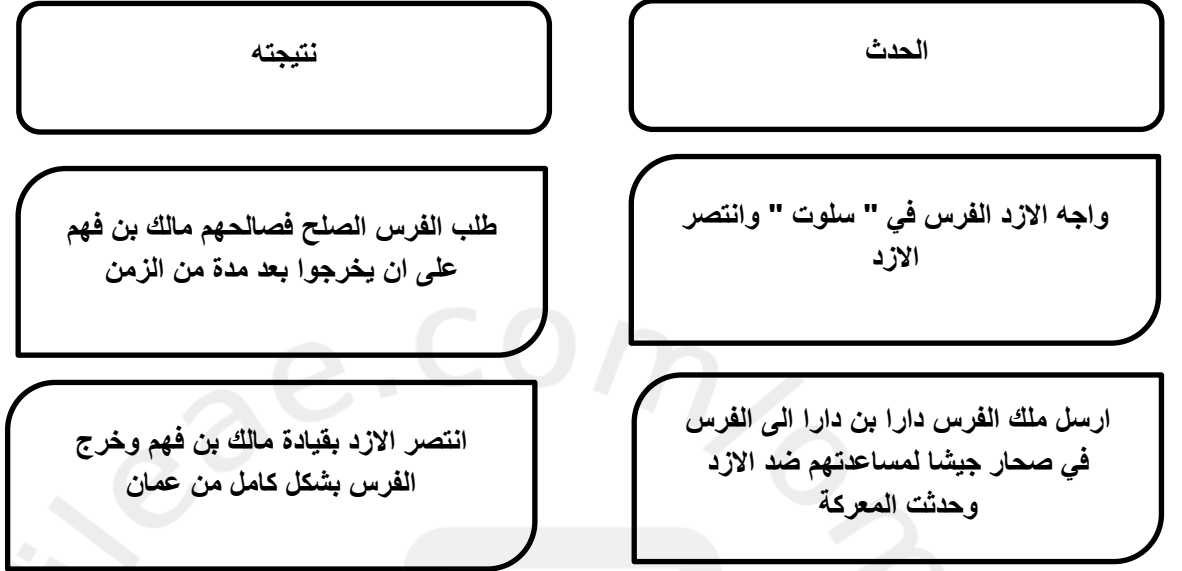 الحدث
نتيجته
واجه الازد الفرس في " سلوت " وانتصر
الازد
طلب الفرس الصلح فصالحهم مالك بن فهم
على ان يخرجوا بعد مدة من الزمن
ارسل ملك الفرس دارا بن دارا الى الفرس
في صحار جيشا لمساعدتهم ضد الازد
وحدثت المعركة
انتصر الازد بقيادة مالك بن فهم وخرج
الفرس بشكل كامل من عمان